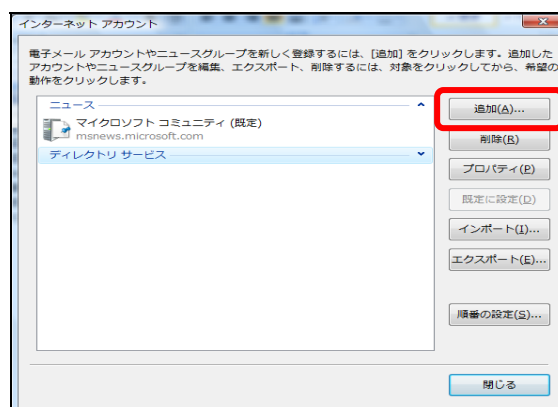 インターネット アカウント
電子メール アカウントやニュースグループを新しく登録するには、[追加] をクリックします。追加した
アカウントやニュースグループを編集、エクスポート、削除するには、対象をクリックしてから、希望の
動作をクリックします。
ニュース
マイクロソフト コミュニティ (既定)
msnews.microsoft.com
ディレクトリ サービス
追加(A)...
削除(R)
プロパティ(P)
既定に設定(D)
インポート(I)...
エクスポート(E)...
順番の設定(S)...
閉じる